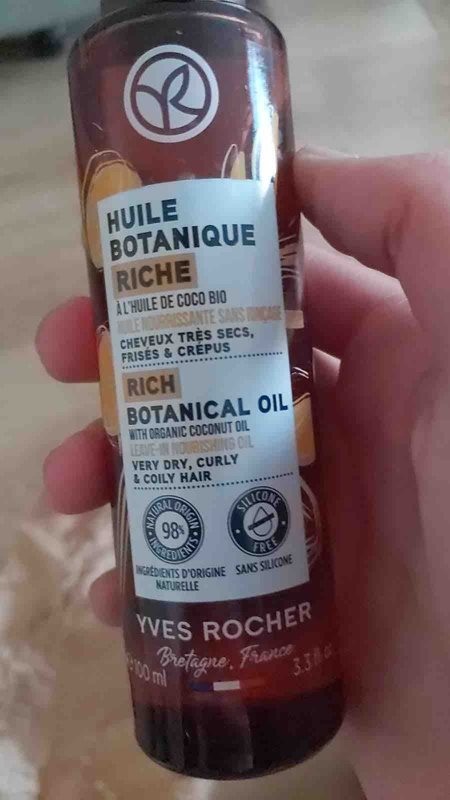 HUILE
BOTANIQUE
RICHE
À L'HUILE DE COCO BIO
HUILE NOURRISSANTE SANS RINÇAGE
CHEVEUX TRÈS SECS,
FRISÉS & CRÉPUS
RICH
BOTANICAL OIL
WITH ORGANIC COCONUT OIL
LEAVE-IN NOURISHING OIL
VERY DRY, CURLY
& COILY HAIR
NATURAL ORIGIN
98%
INGREDIENTS
INGRÉDIENTS D'ORIGINE
NATURELLE
SILICONE
FREE
SANS SILICONE
YVES ROCHER
Bretagne, France
100 ml
3.3 fl. oz